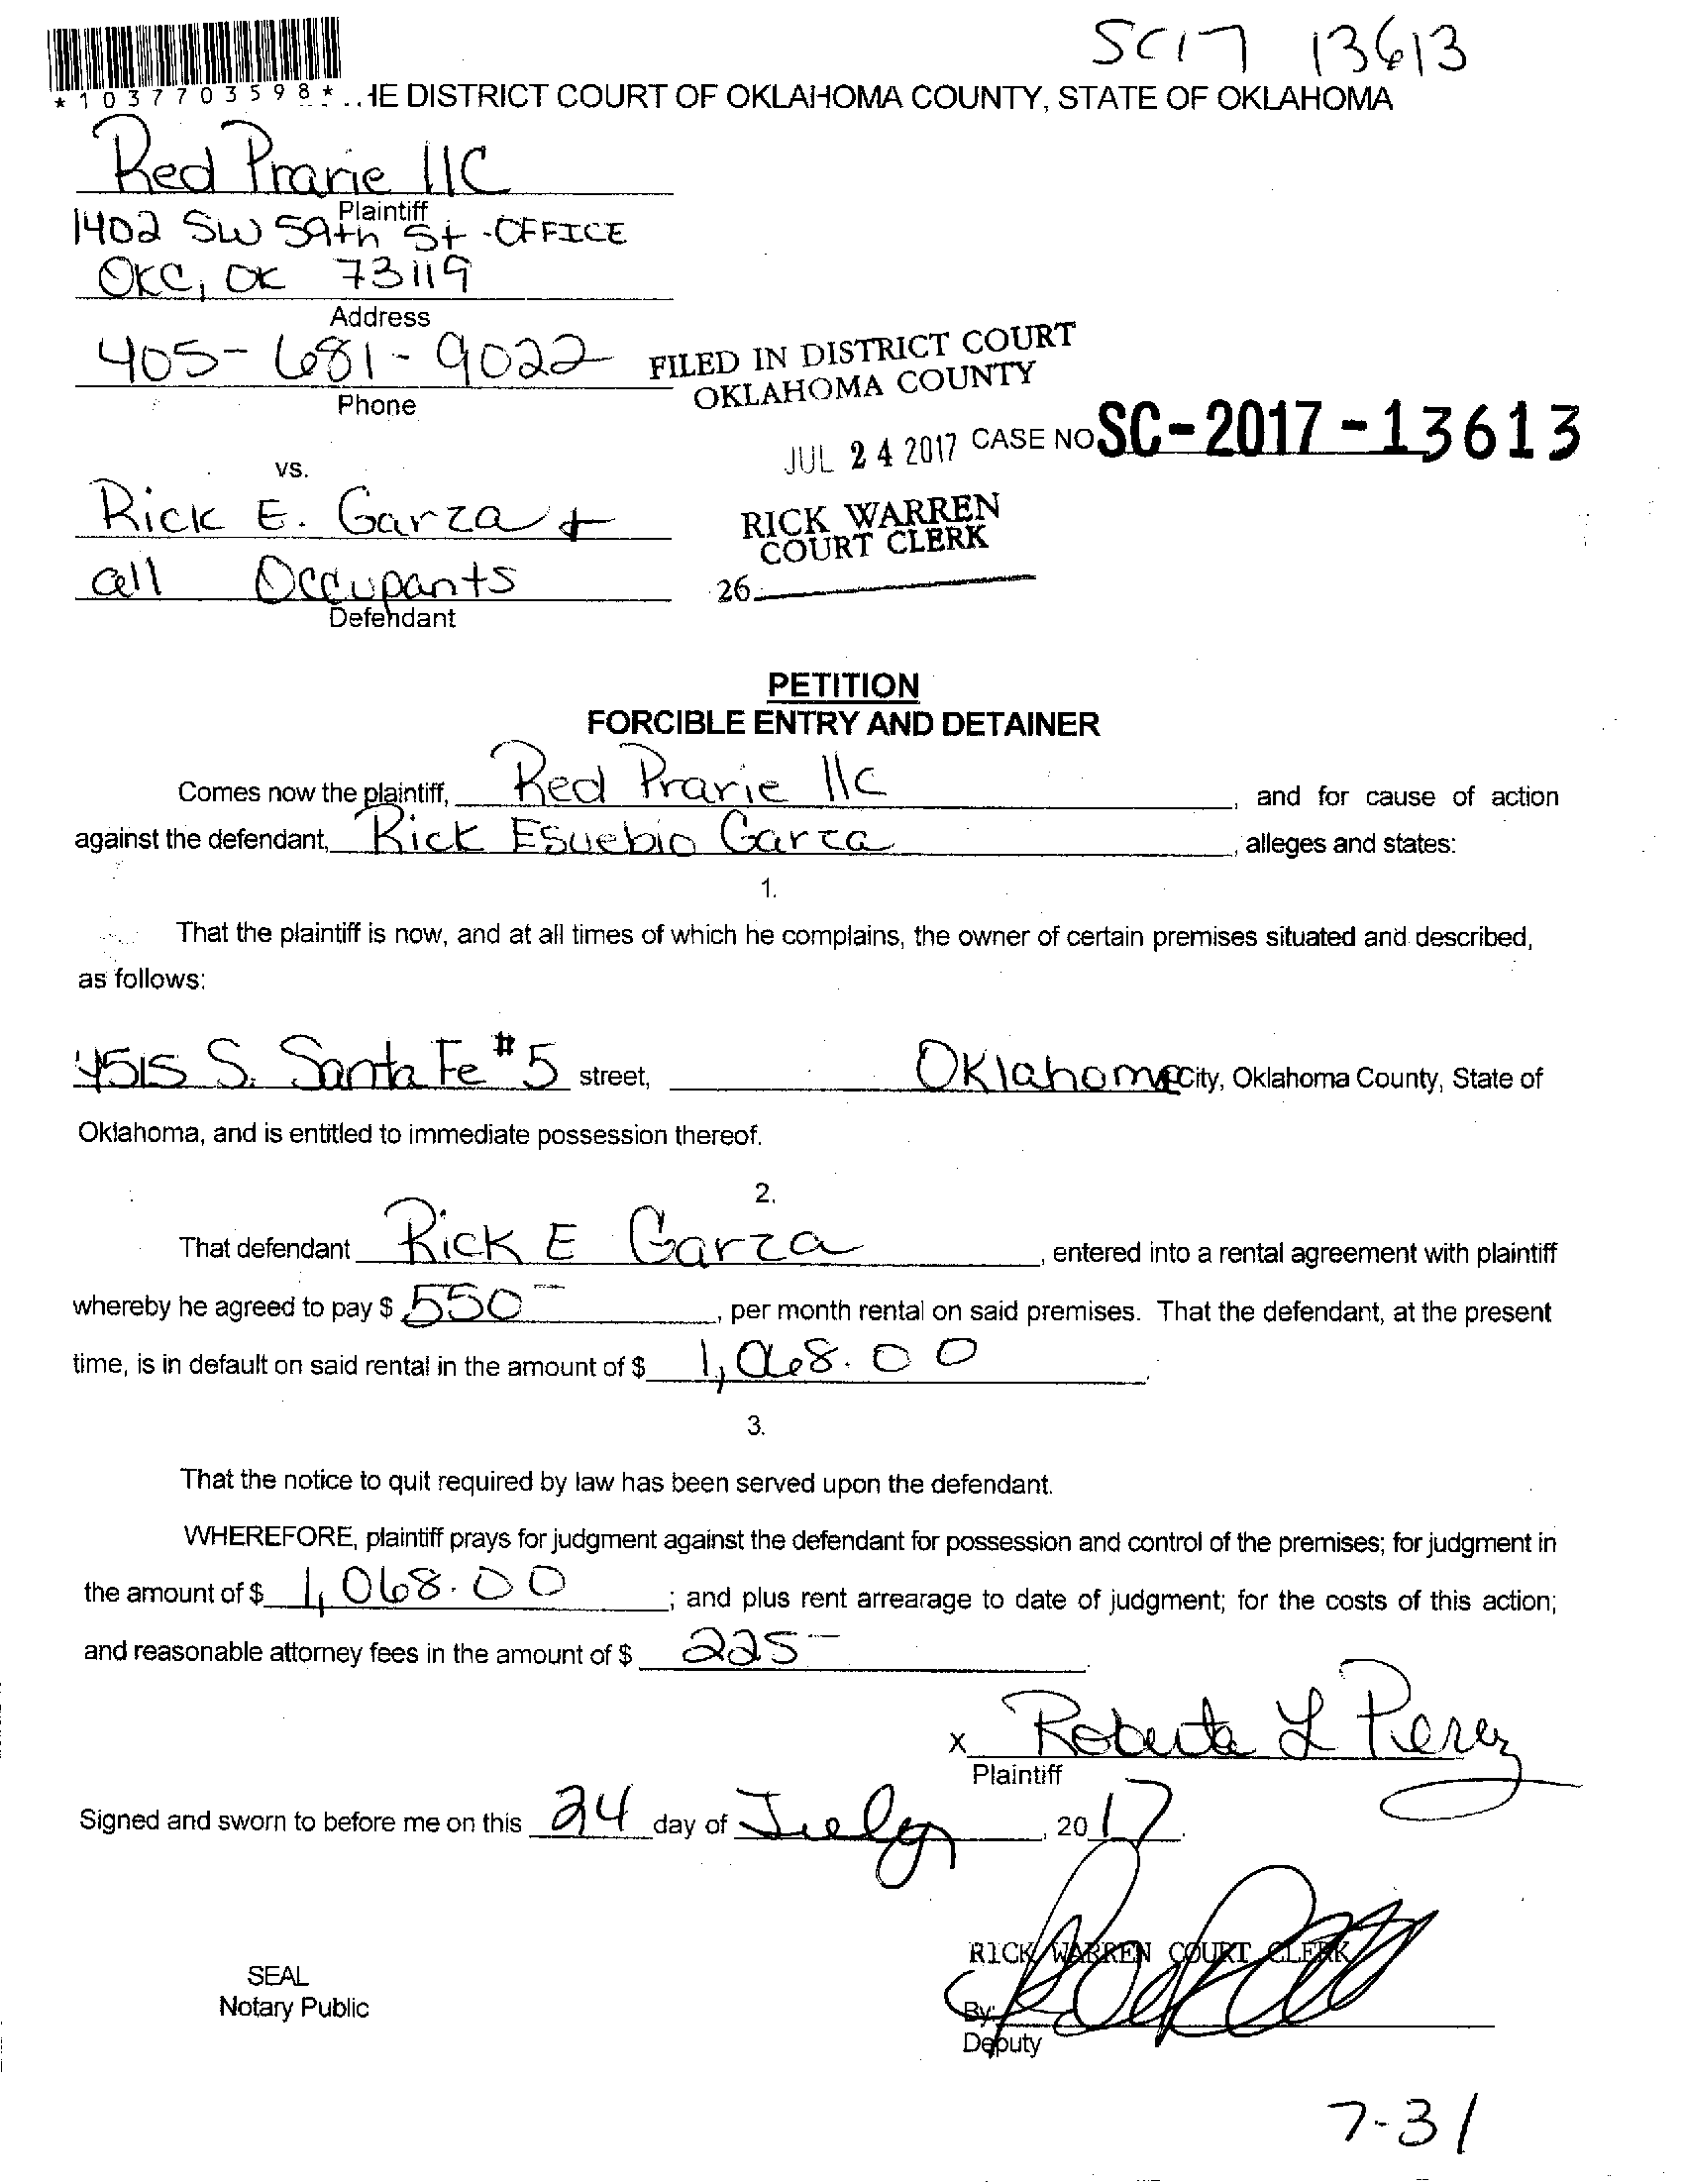 SC17 13613
*1037703598*
..HE DISTRICT COURT OF OKLAHOMA COUNTY, STATE OF OKLAHOMA
Red Prarie llC
Plaintiff
1402 SW 59th St - OFFICE
OKC, OK 73119
Address
405-681-9022
Phone
FILED IN DISTRICT COURT
OKLAHOMA COUNTY
JUL 24 2017 CASE NO SC-2017-13613
vs.
Rick E. Garza +
all Occupants
Defendant
RICK WARREN
COURT CLERK
26
PETITION
FORCIBLE ENTRY AND DETAINER
Comes now the plaintiff, Red Prarie llC, and for cause of action
against the defendant, Rick Esuebio Garza, alleges and states:
1.
That the plaintiff is now, and at all times of which he complains, the owner of certain premises situated and described,
as follows:
4515 S. Santa Fe #5 street, Oklahoma City, Oklahoma County, State of
Oklahoma, and is entitled to immediate possession thereof.
2.
That defendant Rick E Garza, entered into a rental agreement with plaintiff
whereby he agreed to pay $ 550-, per month rental on said premises. That the defendant, at the present
time, is in default on said rental in the amount of $ 1,068.00.
3.
That the notice to quit required by law has been served upon the defendant.
WHEREFORE, plaintiff prays for judgment against the defendant for possession and control of the premises; for judgment in
the amount of $ 1,068.00; and plus rent arrearage to date of judgment; for the costs of this action;
and reasonable attorney fees in the amount of $ 225-.
x Roberta L Perez
Plaintiff
Signed and sworn to before me on this 24 day of July, 2017.
RICK WARREN COURT CLERK
SEAL
Notary Public
By:
Deputy
7-31